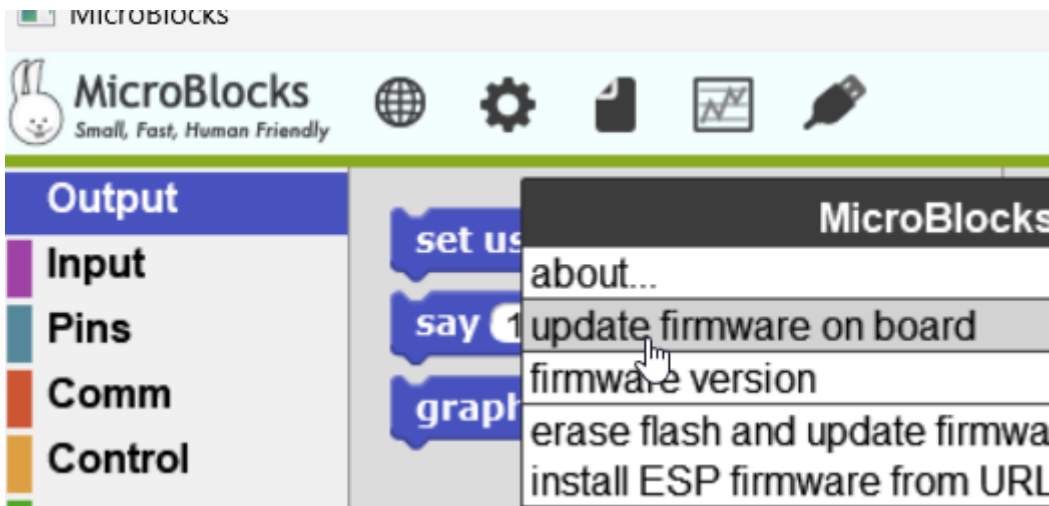 MicroBlocks
MicroBlocks
Small, Fast, Human Friendly
Output
Input
Pins
Comm
Control
set us
say 1
graph
MicroBlocks
about...
update firmware on board
firmware version
erase flash and update firmwa
install ESP firmware from URL